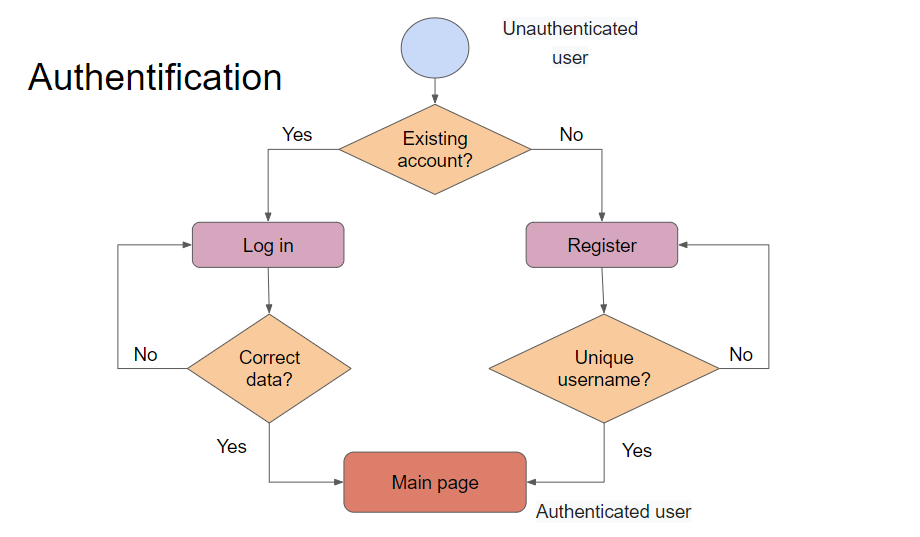 Unauthenticated
user
Authentification
Yes
Existing
account?
No
Log in
Register
No
Correct
data?
Unique
username?
No
Yes
Yes
Main page
Authenticated user